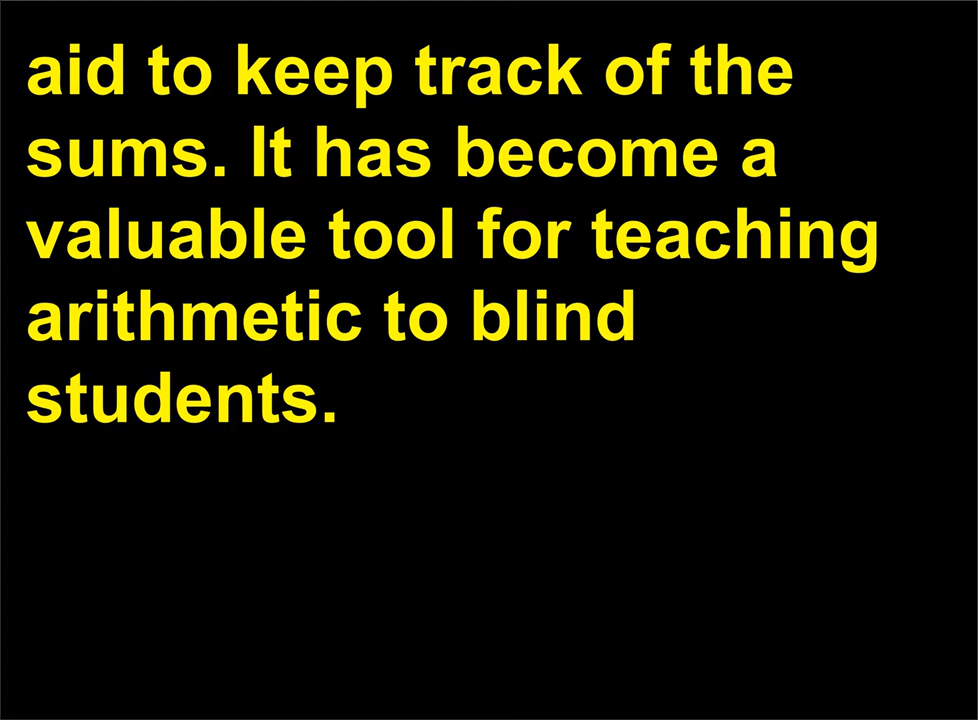 aid to keep track of the
sums. It has become a
valuable tool for teaching
arithmetic to blind
students.